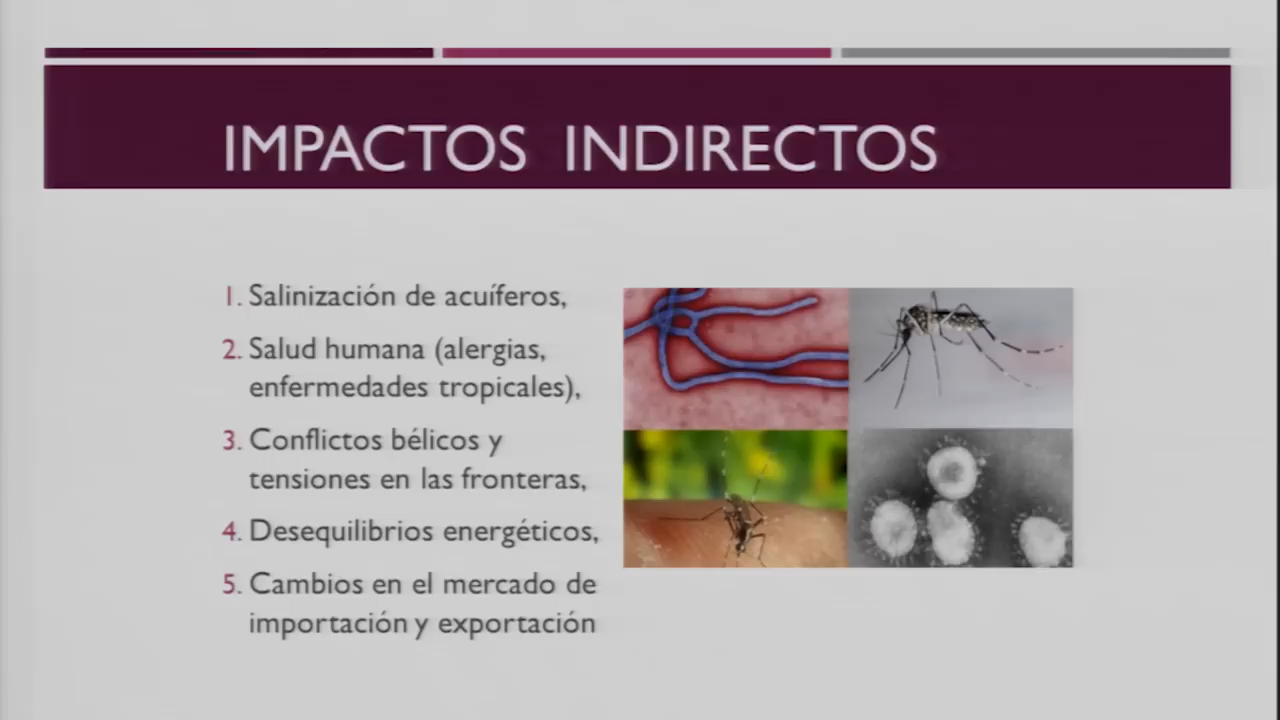 IMPACTOS INDIRECTOS
1. Salinización de acuíferos,
2. Salud humana (alergias,
enfermedades tropicales),
3. Conflictos bélicos y
tensiones en las fronteras,
4. Desequilibrios energéticos,
5. Cambios en el mercado de
importación y exportación